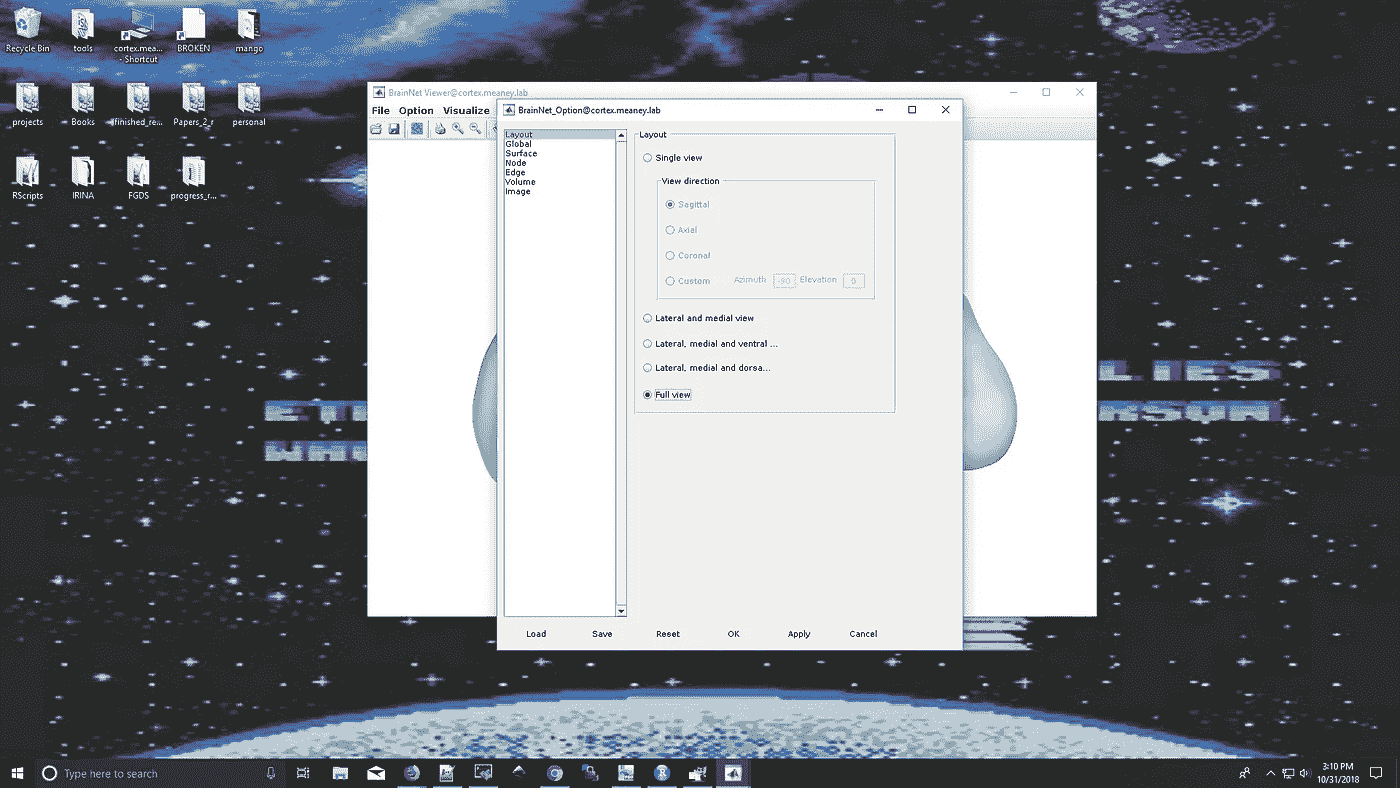 Recycle Bin
tools
cortex.mea... - Shortcut
BROKEN
mango
projects
Books
finished_re...
Papers_2_r
personal
RScripts
IRINA
FGDS
progress_r...
BrainNet Viewer@cortex.meaney.lab
File Option Visualize
BrainNet_Option@cortex.meaney.lab
Layout
Global
Surface
Node
Edge
Volume
Image
Layout
Single view
View direction
Sagittal
Axial
Coronal
Custom Azimuth -90 Elevation 0
Lateral and medial view
Lateral, medial and ventral ...
Lateral, medial and dorsa...
Full view
Load Save Reset OK Apply Cancel
LIES
Type here to search
3:10 PM
10/31/2018